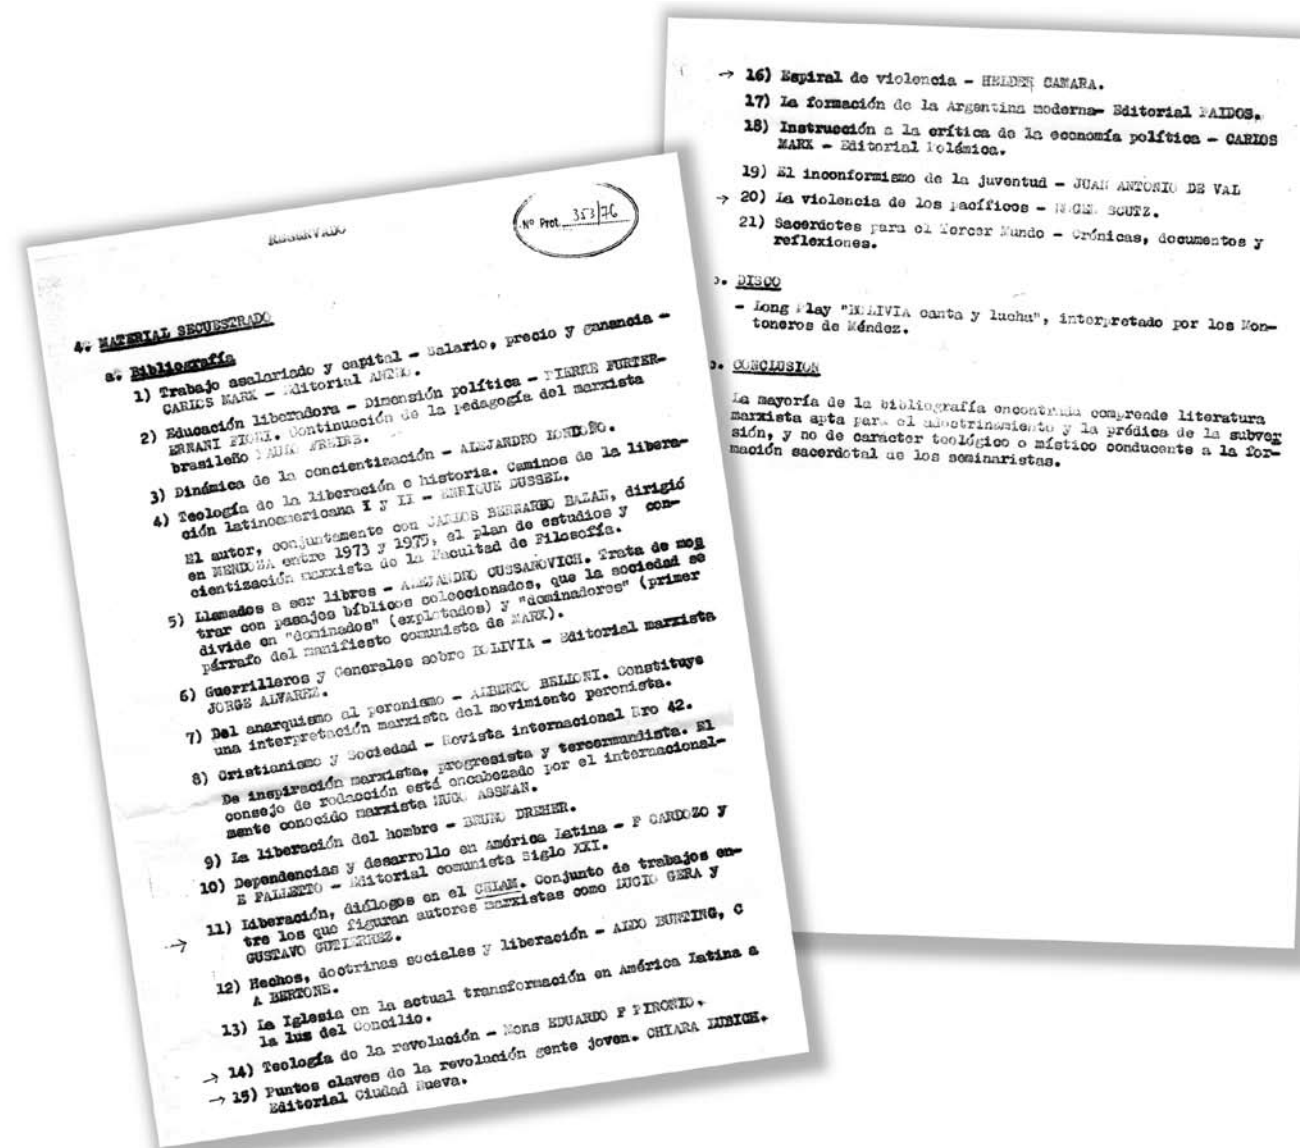 RESERVADO
Nº Prot. 353/76
4. MATERIAL SECUESTRADO
a. Bibliografía
1) Trabajo asalariado y capital - Salario, precio y ganancia -
CARLOS MARX - Editorial ANTEO.
2) Educación liberadora - Dimensión política - PIERRE FURTER-
ERNANI FIORI. Continuación de la pedagogía del marxista
brasileño PAULO FREIRE.
3) Dinámica de la concientización - ALEJANDRO LONDOÑO.
4) Teología de la liberación e historia. Caminos de la libera-
ción latinoamericana I y II - ENRIQUE DUSSEL.
El autor, conjuntamente con CARLOS BERNARDO BAZAN, dirigió
en MENDOZA entre 1973 y 1975, el plan de estudios y con-
cientización marxista de la Facultad de Filosofía.
5) Llamados a ser libres - ALEJANDRO CUSSANOVICH. Trata de mos
trar con pasajes bíblicos coleccionados, que la sociedad se
divide en "dominados" (explotados) y "dominadores" (primer
párrafo del manifiesto comunista de MARX).
6) Guerrilleros y Generales sobre BOLIVIA - Editorial marxista
JORGE ALVAREZ.
7) Del anarquismo al peronismo - ALBERTO BELLONI. Constituye
una interpretación marxista del movimiento peronista.
8) Cristianismo y Sociedad - Revista internacional Nro 42.
De inspiración marxista, progresista y tercermundista. El
consejo de redacción está encabezado por el internacional-
mente conocido marxista HUGO ASSMAN.
9) La liberación del hombre - BRUNO DREHER.
10) Dependencias y desarrollo en América Latina - F CARDOZO y
E FALLETTO - Editorial comunista Siglo XXI.
→ 11) Liberación, diálogos en el CELAM. Conjunto de trabajos en-
tre los que figuran autores marxistas como LUCIO GERA y
GUSTAVO GUTIERREZ.
12) Hechos, doctrinas sociales y liberación - ALDO BUNTING, C
A BERTONE.
13) La Iglesia en la actual transformación en América Latina a
la luz del Concilio.
→ 14) Teología de la revolución - Mons EDUARDO F PIRONIO.
→ 15) Puntos claves de la revolución gente joven. CHIARA LUBICH.
Editorial Ciudad Nueva.
→ 16) Espiral de violencia - HELDER CAMARA.
17) La formación de la Argentina moderna- Editorial PAIDOS.
18) Instrucción a la crítica de la economía política - CARLOS
MARX - Editorial Polémica.
19) El inconformismo de la juventud - JUAN ANTONIO DE VAL
→ 20) La violencia de los pacíficos - SCUTZ.
21) Sacerdotes para el Tercer Mundo - Crónicas, documentos y
reflexiones.
DISCO
- Long Play "BOLIVIA canta y lucha", interpretado por los Mon-
toneros de Méndez.
CONCLUSION
La mayoría de la bibliografía encontrada comprende literatura
marxista apta para el adoctrinamiento y la prédica de la subver
sión, y no de carácter teológico o místico conducente a la for-
mación sacerdotal de los seminaristas.